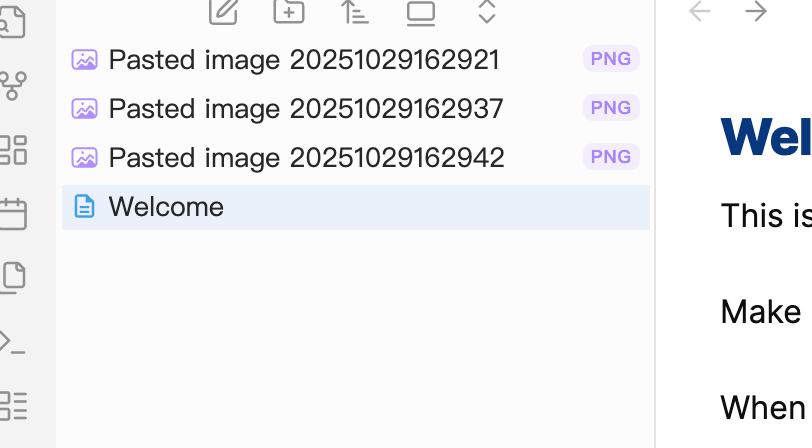 Pasted image 20251029162921 PNG
Pasted image 20251029162937 PNG
Pasted image 20251029162942 PNG
Welcome
Wel
This is
Make
When